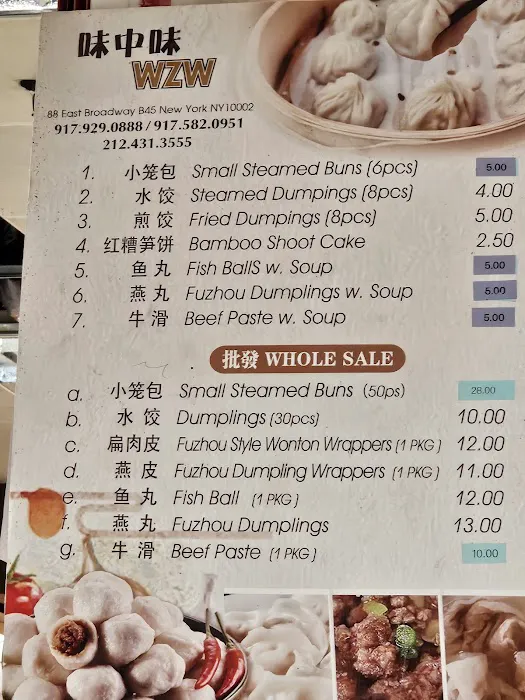 味中味
WZW
88 East Broadway B45 New York NY10002
917.929.0888 / 917.582.0951
212.431.3555
1. 小笼包 Small Steamed Buns (6pcs) 5.00
2. 水饺 Steamed Dumpings (8pcs) 4.00
3. 煎饺 Fried Dumpings (8pcs) 5.00
4. 红糟笋饼 Bamboo Shoot Cake 2.50
5. 鱼丸 Fish BallS w. Soup 5.00
6. 燕丸 Fuzhou Dumplings w. Soup 5.00
7. 牛滑 Beef Paste w. Soup 5.00
批發 WHOLE SALE
a. 小笼包 Small Steamed Buns (50ps) 28.00
b. 水饺 Dumplings (30pcs) 10.00
c. 扁肉皮 Fuzhou Style Wonton Wrappers (1 PKG) 12.00
d. 燕皮 Fuzhou Dumpling Wrappers (1 PKG) 11.00
e. 鱼丸 Fish Ball (1 PKG) 12.00
f. 燕丸 Fuzhou Dumplings 13.00
g. 牛滑 Beef Paste (1 PKG) 10.00